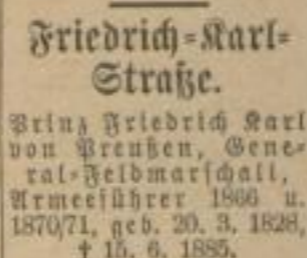 Friedrich-Karl-
Straße.
Prinz Friedrich Karl
von Preußen, Gene-
ral-Feldmarschall,
Armeeführer 1866 u.
1870/71, geb. 20. 3. 1828,
† 15. 6. 1885.